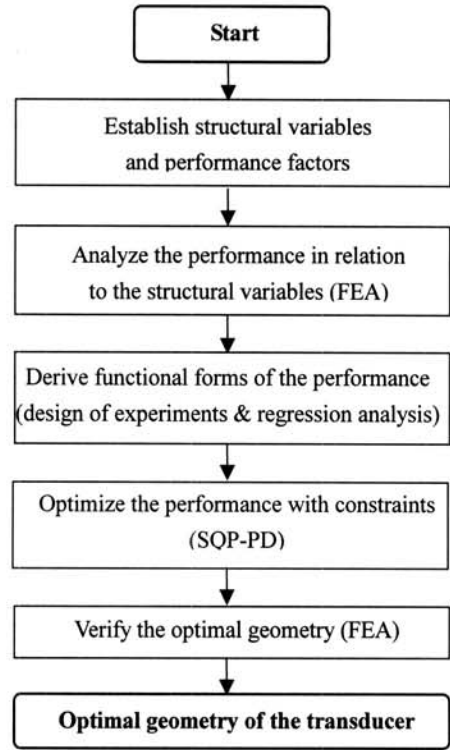 Start
Establish structural variables
and performance factors
Analyze the performance in relation
to the structural variables (FEA)
Derive functional forms of the performance
(design of experiments & regression analysis)
Optimize the performance with constraints
(SQP-PD)
Verify the optimal geometry (FEA)
Optimal geometry of the transducer